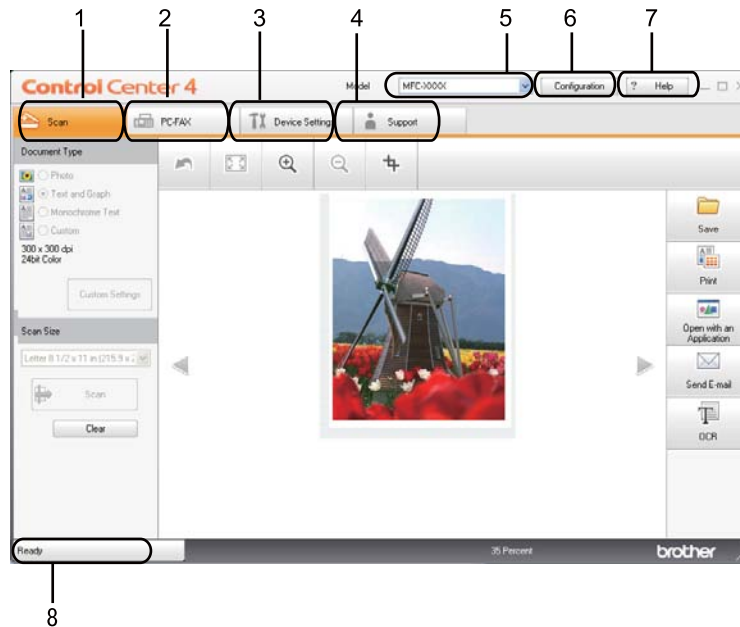 1 2 3 4 5 6 7
Control Center 4
Model MFC-XXXX Configuration ? Help
Scan PC-FAX Device Setting Support
Document Type
Photo
Text and Graph
Monochrome Text
Custom
300 x 300 dpi
24bit Color
Custom Settings
Scan Size
Letter 8 1/2 x 11 in (215.9 x 2
Scan
Clear
Save
Print
Open with an
Application
Send E-mail
OCR
Ready 35 Percent brother
8